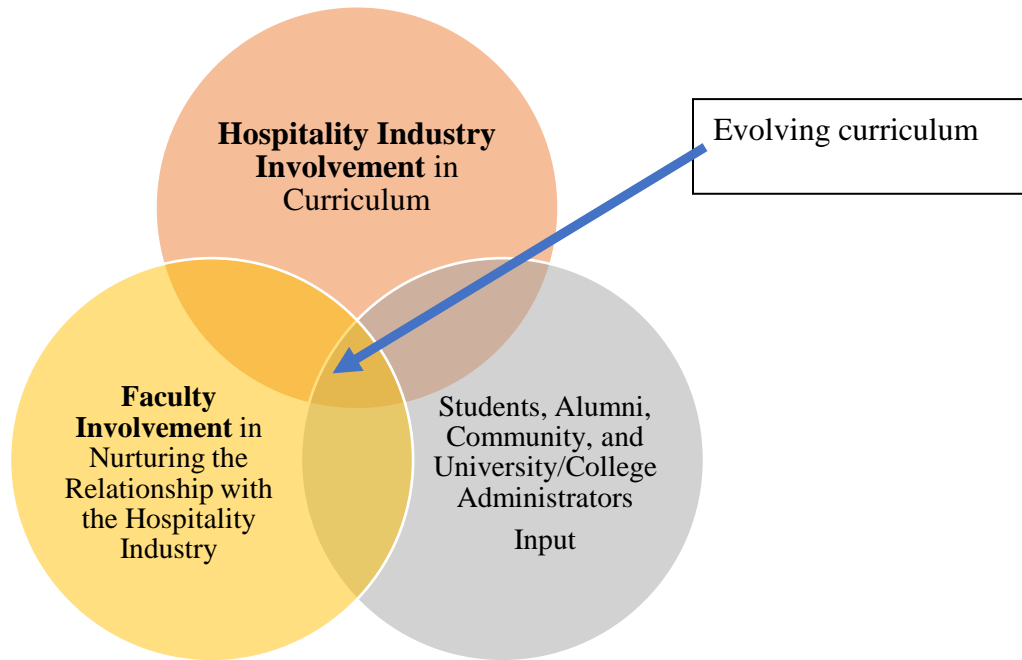 Hospitality Industry
Involvement in
Curriculum
Evolving curriculum
Faculty
Involvement in
Nurturing the
Relationship with
the Hospitality
Industry
Students, Alumni,
Community, and
University/College
Administrators
Input